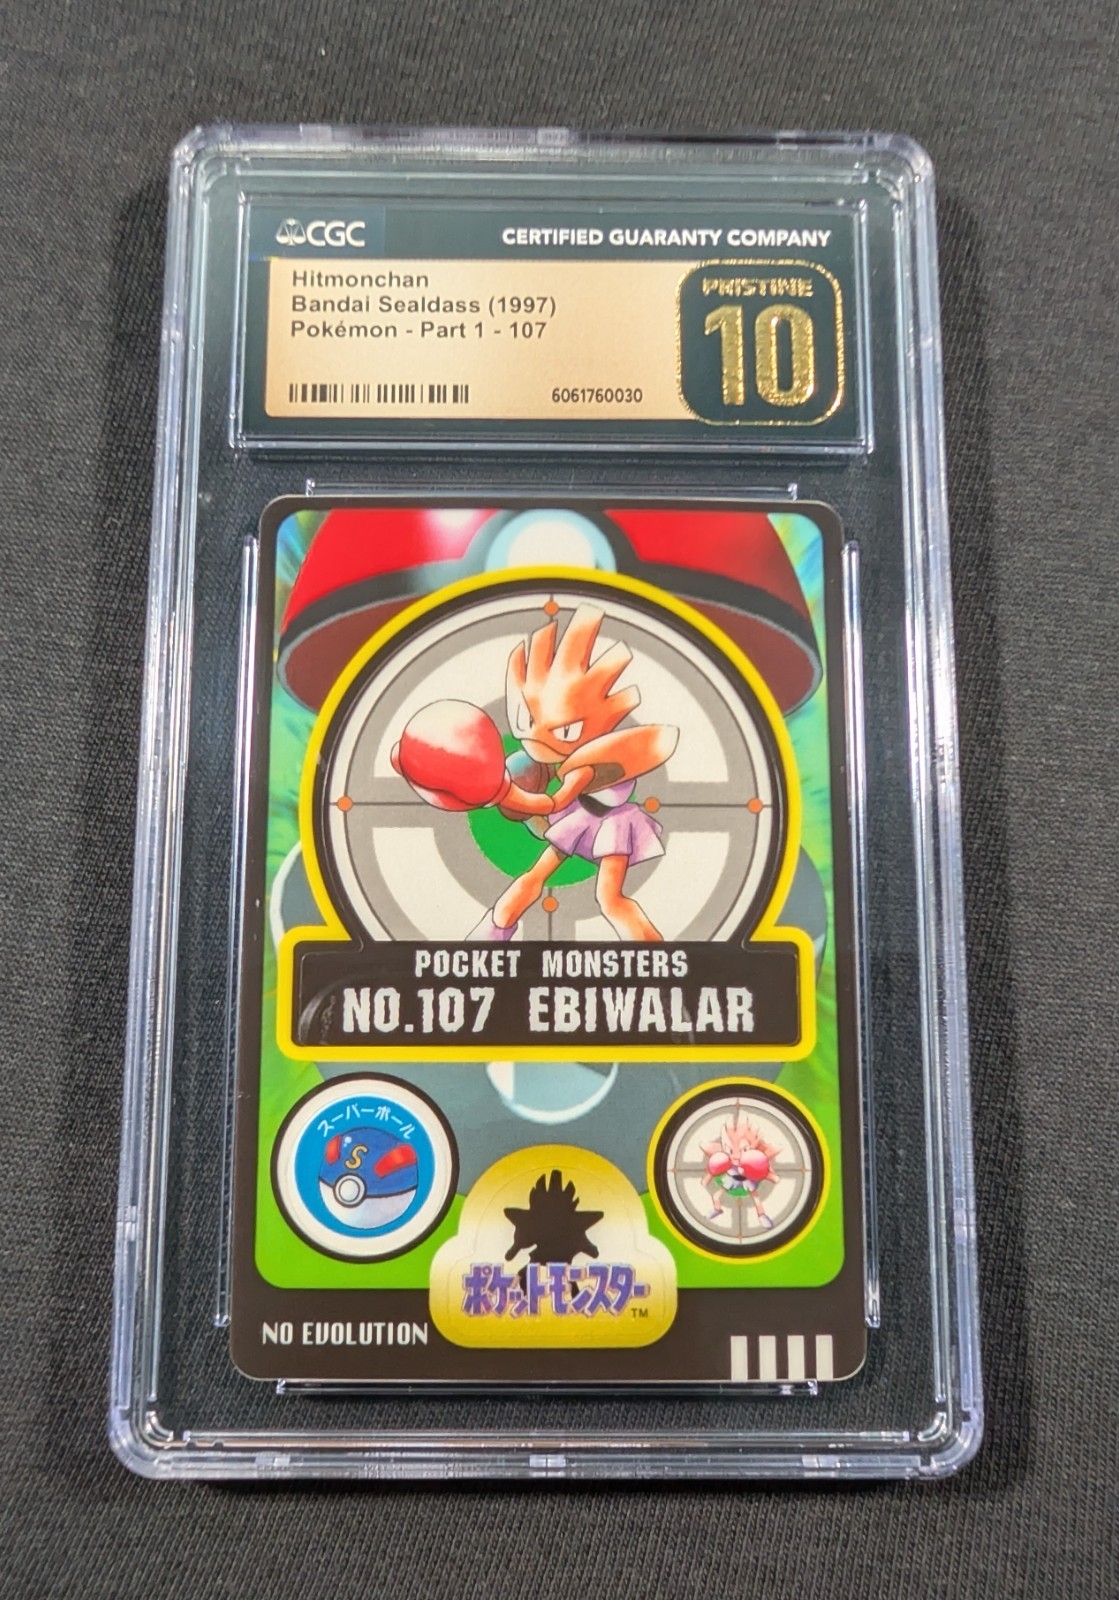 CGC
CERTIFIED GUARANTY COMPANY
Hitmonchan
Bandai Sealdass (1997)
Pokémon - Part 1 - 107
6061760030
PRISTINE
10
POCKET MONSTERS
NO.107 EBIWALAR
スーパーボール
S
ポケットモンスター
TM
NO EVOLUTION